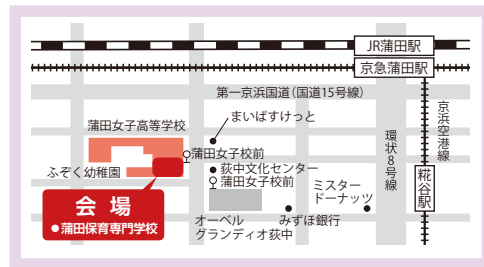 JR蒲田駅
京急蒲田駅
第一京浜国道(国道15号線)
まいばすけっと
蒲田女子高等学校
蒲田女子校前
荻中文化センター
蒲田女子校前
ふぞく幼稚園
会場
●蒲田保育専門学校
オーベル
グランディオ荻中
みずほ銀行
ミスター
ドーナッツ
環状8号線
京浜空港線
糀谷駅